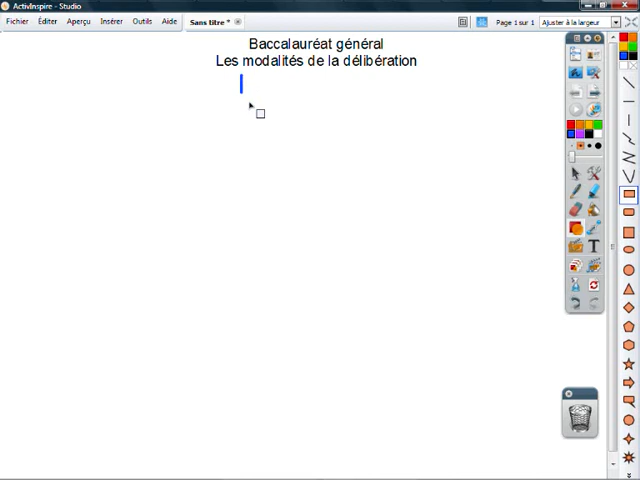 ActivInspire - Studio
Fichier Éditer Aperçu Insérer Outils Aide Sans titre * Page 1 sur 1 Ajuster à la largeur
Baccalauréat général
Les modalités de la délibération